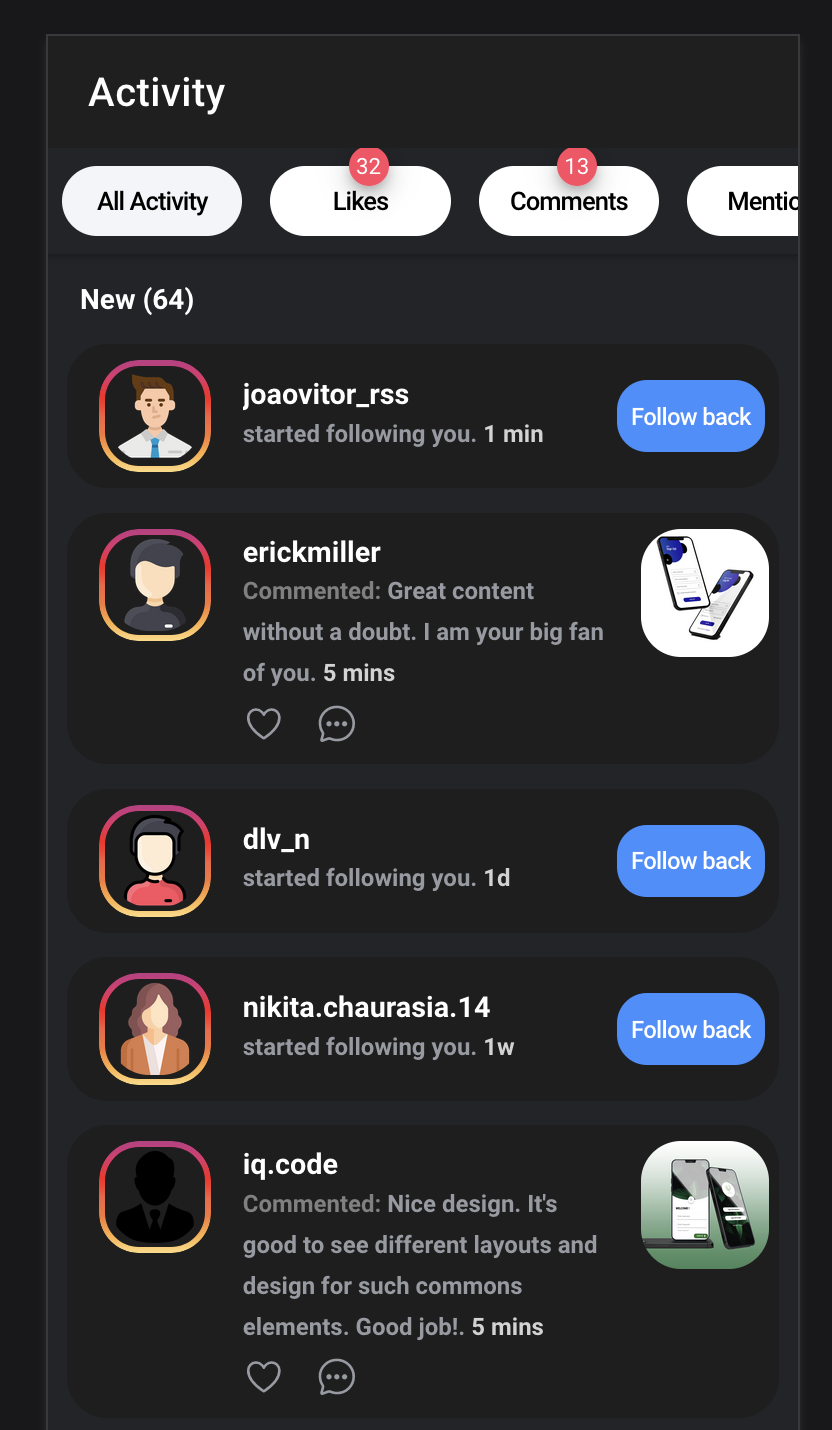 Activity
32
13
All Activity
Likes
Comments
Mentic
New (64)
joaovitor_rss
started following you. 1 min
Follow back
erickmiller
Commented: Great content
without a doubt. I am your big fan
of you. 5 mins
dlv_n
started following you. 1d
Follow back
nikita.chaurasia.14
started following you. 1w
Follow back
iq.code
Commented: Nice design. It's
good to see different layouts and
design for such commons
elements. Good job!. 5 mins